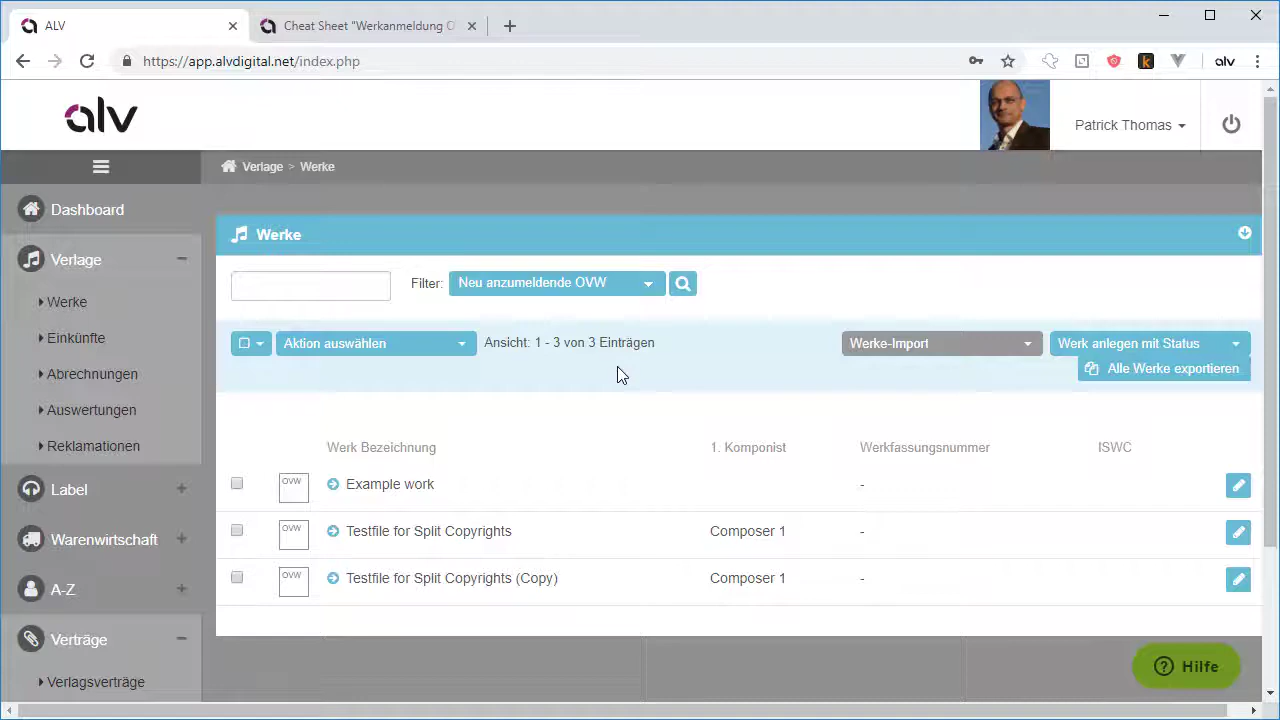 ALV
Cheat Sheet "Werkanmeldung O
https://app.alvdigital.net/index.php
k
alv
alv
Patrick Thomas
Verlage > Werke
Dashboard
Verlage
Werke
Einkünfte
Abrechnungen
Auswertungen
Reklamationen
Label
Warenwirtschaft
A-Z
Verträge
Verlagsverträge
Werke
Filter: Neu anzumeldende OVW
Aktion auswählen Ansicht: 1 - 3 von 3 Einträgen Werke-Import Werk anlegen mit Status
Alle Werke exportieren
Werk Bezeichnung 1. Komponist Werkfassungsnummer ISWC
OVW Example work -
OVW Testfile for Split Copyrights Composer 1 -
OVW Testfile for Split Copyrights (Copy) Composer 1 -
Hilfe